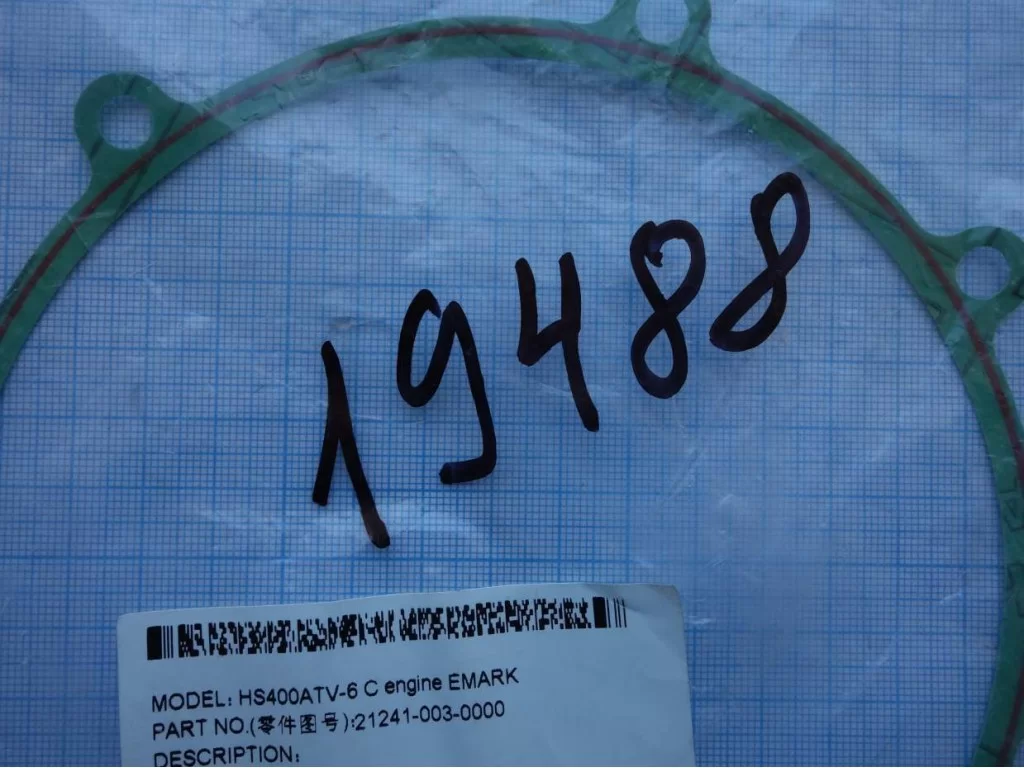 19488
MODEL: HS400ATV-6 C engine EMARK
PART NO.(零件图号):21241-003-0000
DESCRIPTION: